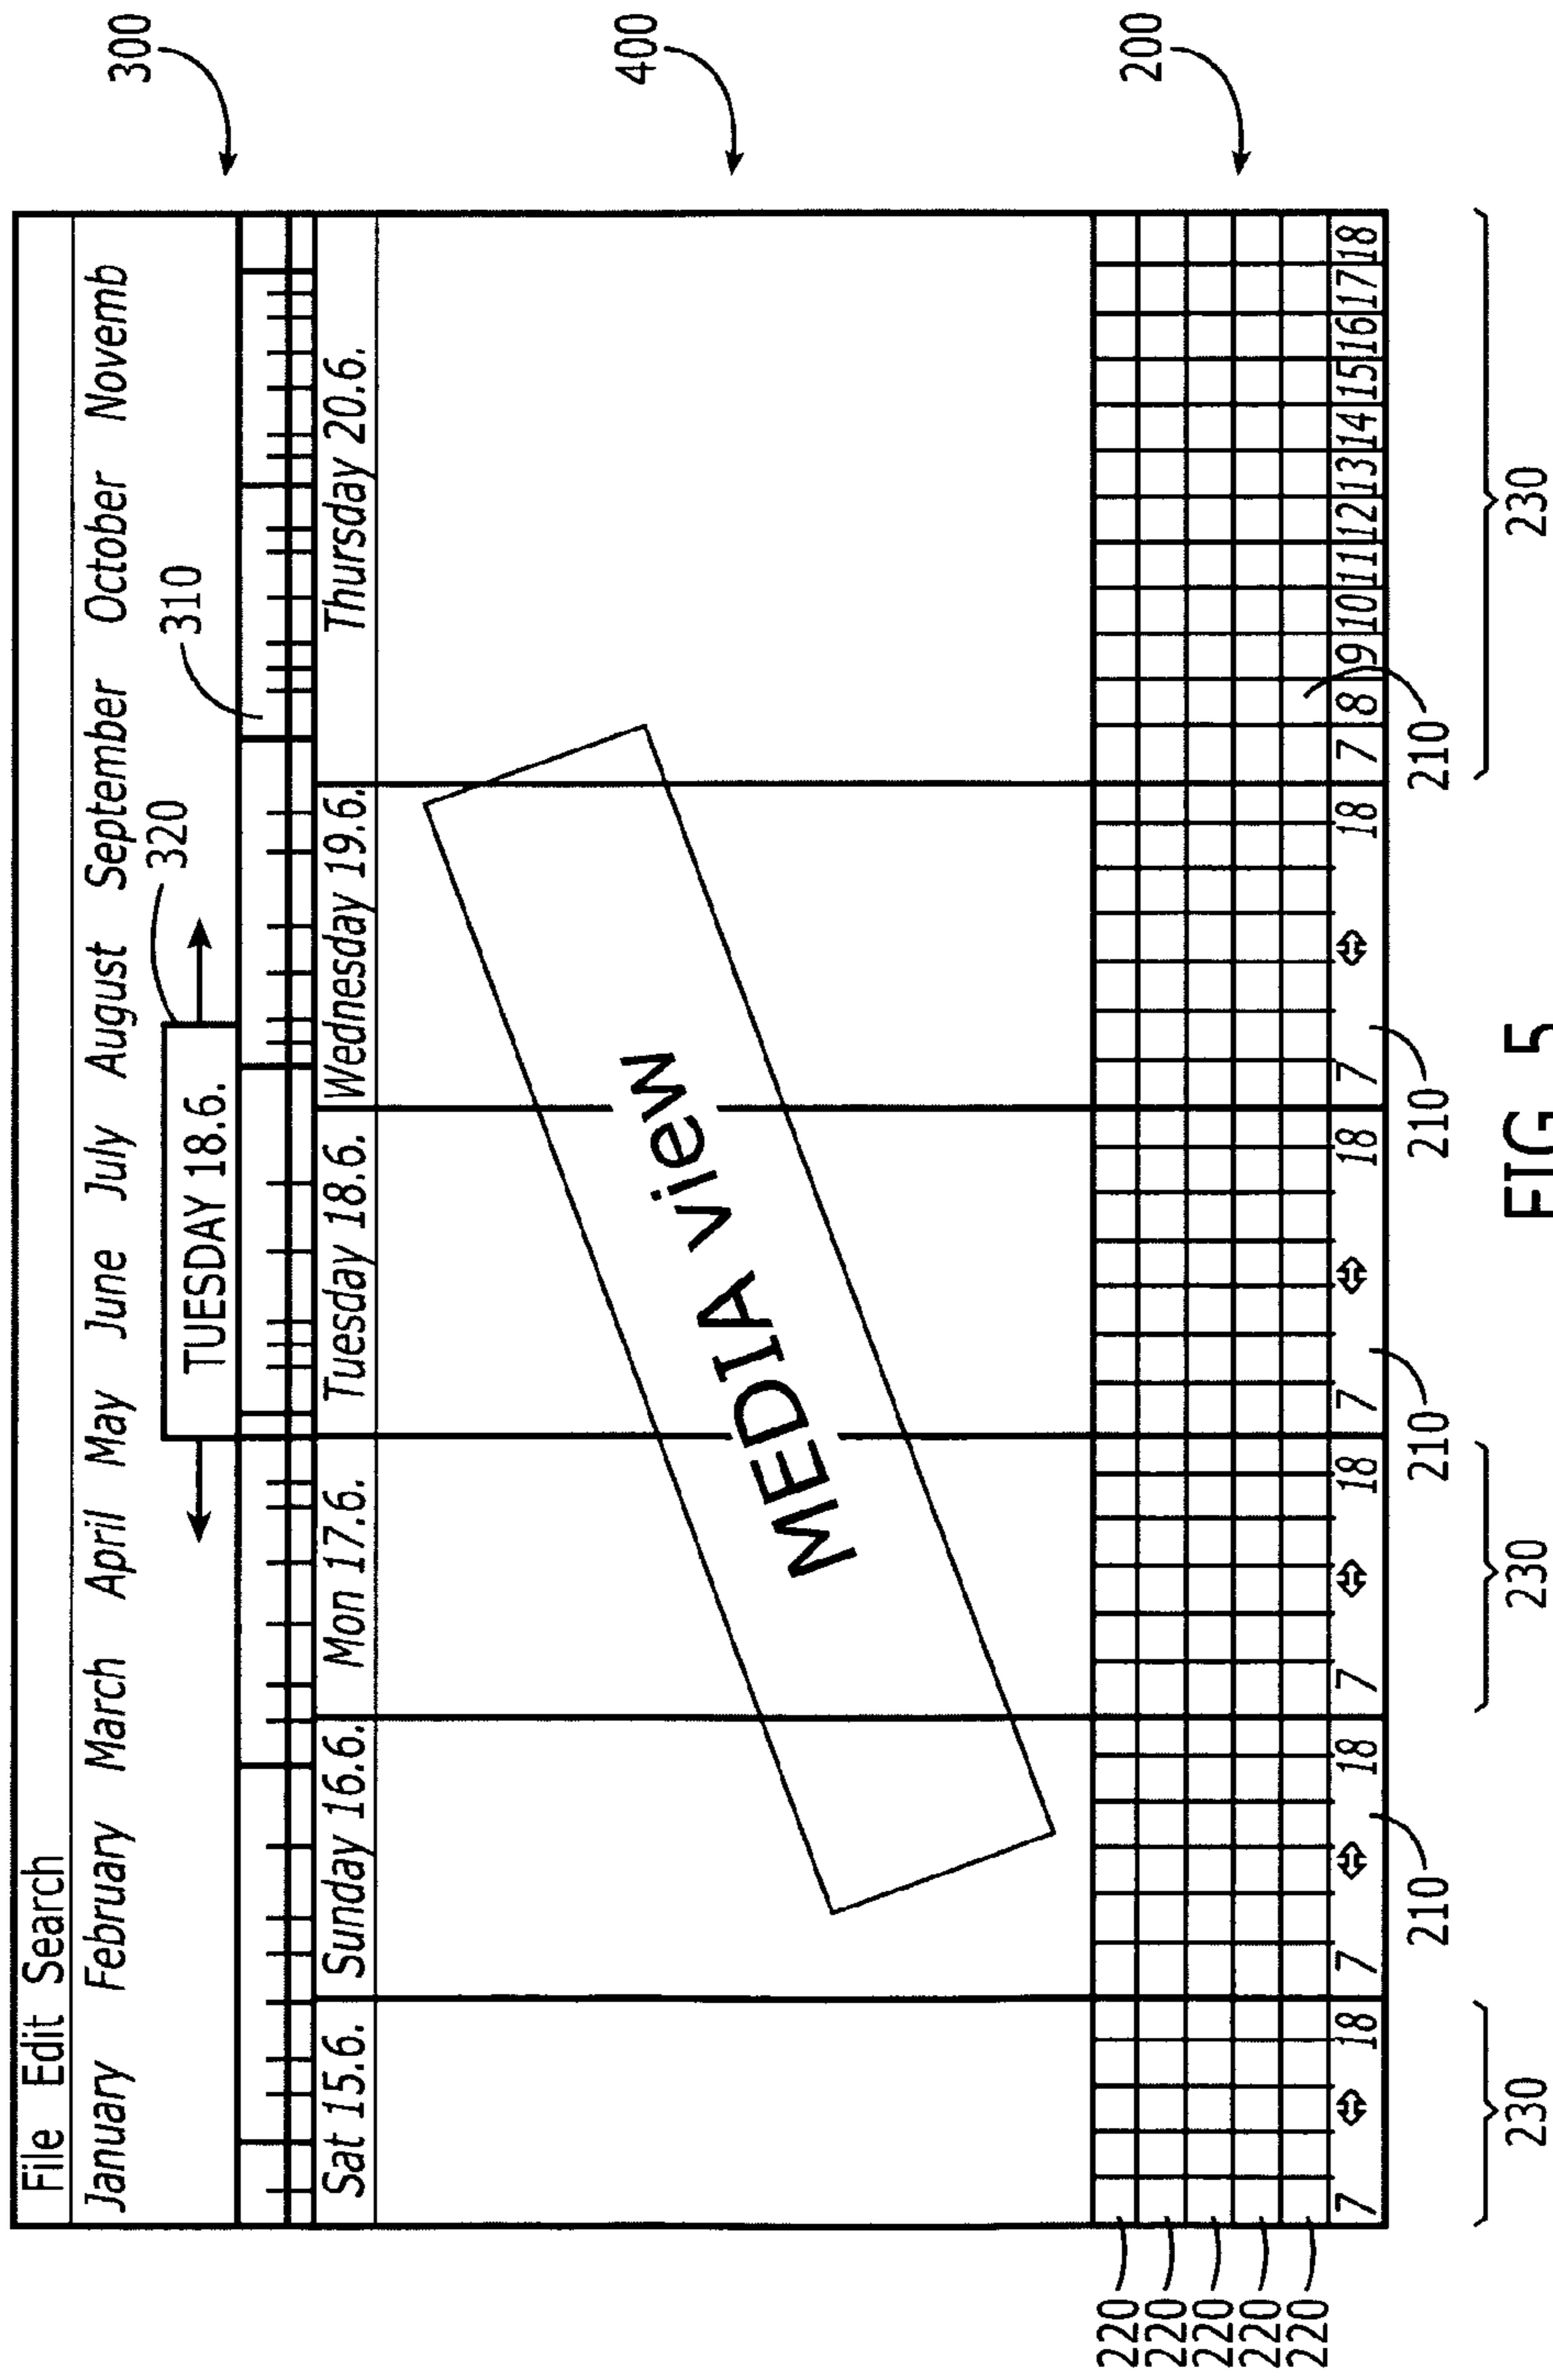 File Edit Search
January February March April May June July August September October Novemb
300
TUESDAY 18.6.
320
310
Sat 15.6. Sunday 16.6. Mon 17.6. Tuesday 18.6. Wednesday 19.6. Thursday 20.6.
400
MEDIA view
200
220
220
220
220
220
7 18 7 18 7 18 7 18 7 18 7 8 9 10 11 12 13 14 15 16 17 18
210 210 210 210
230 230 230
FIG. 5